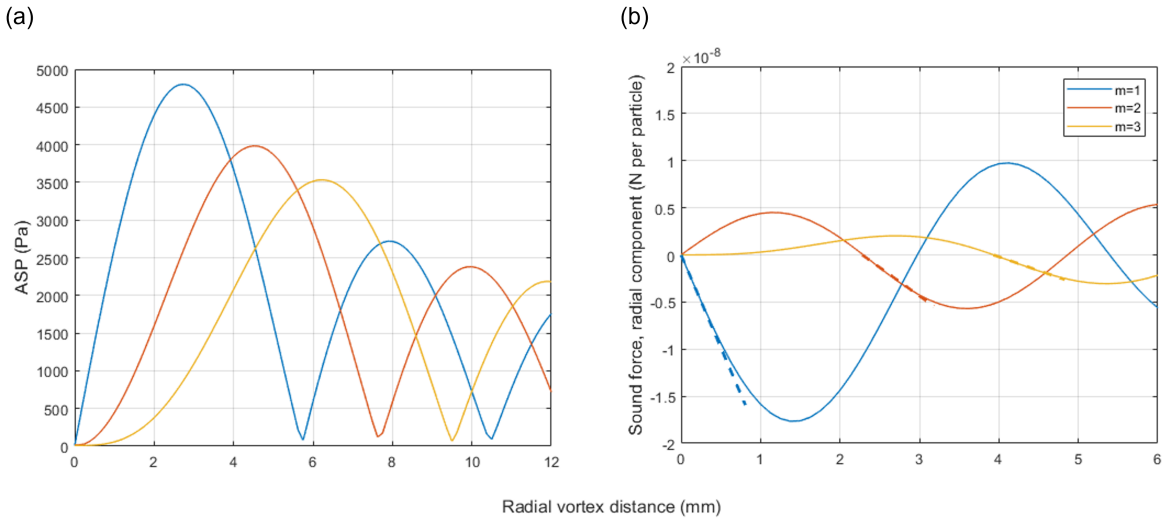 (a)
(b)
ASP (Pa)
5000
4500
4000
3500
3000
2500
2000
1500
1000
500
0
0 2 4 6 8 10 12
Sound force, radial component (N per particle)
×10⁻⁸
2
1.5
1
0.5
0
-0.5
-1
-1.5
-2
0 1 2 3 4 5 6
m=1
m=2
m=3
Radial vortex distance (mm)